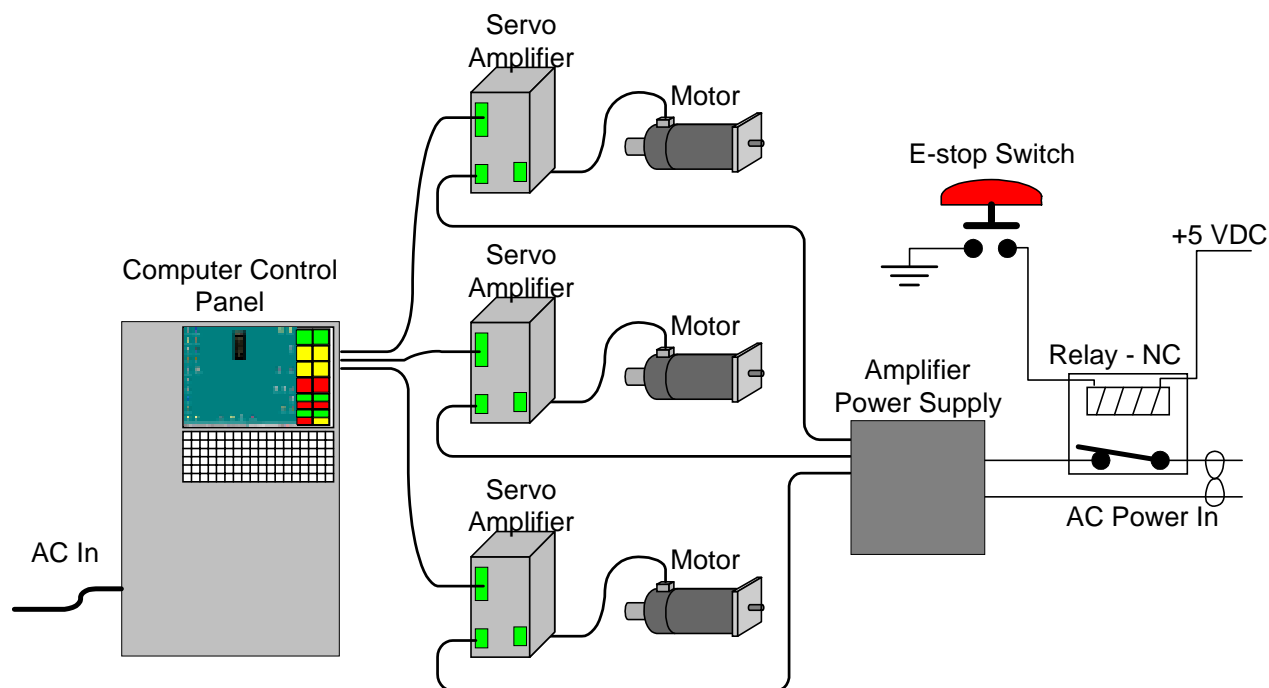 Servo
Amplifier
Motor
E-stop Switch
+5 VDC
Computer Control
Panel
Servo
Amplifier
Motor
Relay - NC
Amplifier
Power Supply
Servo
Amplifier
Motor
AC Power In
AC In